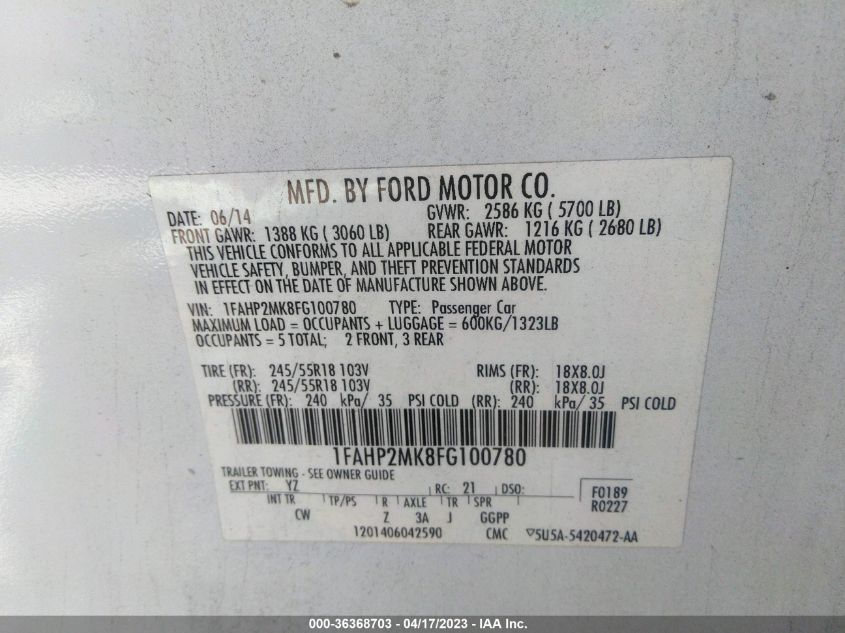 MFD. BY FORD MOTOR CO.
DATE: 06/14 GVWR: 2586 KG ( 5700 LB)
FRONT GAWR: 1388 KG ( 3060 LB) REAR GAWR: 1216 KG ( 2680 LB)
THIS VEHICLE CONFORMS TO ALL APPLICABLE FEDERAL MOTOR
VEHICLE SAFETY, BUMPER, AND THEFT PREVENTION STANDARDS
IN EFFECT ON THE DATE OF MANUFACTURE SHOWN ABOVE.
VIN: 1FAHP2MK8FG100780 TYPE: Passenger Car
MAXIMUM LOAD = OCCUPANTS + LUGGAGE = 600KG/1323LB
OCCUPANTS = 5 TOTAL; 2 FRONT, 3 REAR
TIRE (FR): 245/55R18 103V RIMS (FR): 18X8.0J
(RR): 245/55R18 103V (RR): 18X8.0J
PRESSURE (FR): 240 kPa/ 35 PSI COLD (RR): 240 kPa/ 35 PSI COLD
1FAHP2MK8FG100780
TRAILER TOWING - SEE OWNER GUIDE
EXT PNT: YZ RC: 21 DSO: F0189
INT TR TP/PS R AXLE TR SPR R0227
CW Z 3A J GGPP
1201406042590 CMC ▽5U5A-5420472-AA
000-36368703 - 04/17/2023 - IAA Inc.